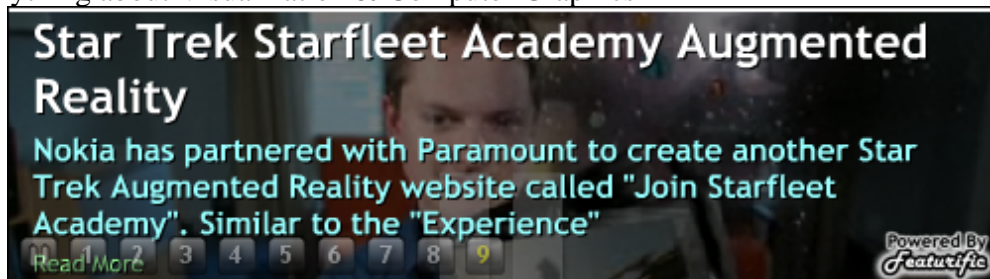 Star Trek Starfleet Academy Augmented
Reality
Nokia has partnered with Paramount to create another Star
Trek Augmented Reality website called "Join Starfleet
Academy". Similar to the "Experience"
Read More
1 2 3 4 5 6 7 8 9
Powered By
Featurific